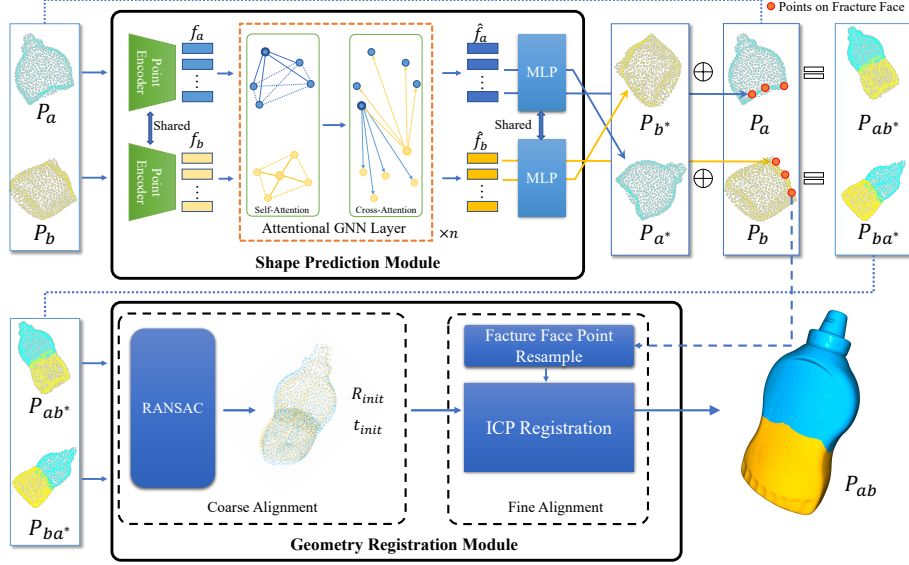 Points on Fracture Face
P_a
P_b
Point Encoder
Shared
Point Encoder
f_a
f_b
Self-Attention
Cross-Attention
Attentional GNN Layer
×n
f̂_a
f̂_b
MLP
Shared
MLP
Shape Prediction Module
P_b*
P_a*
⊕
⊕
P_a
P_b
=
=
P_ab*
P_ba*
P_ab*
P_ba*
RANSAC
R_init
t_init
Coarse Alignment
Facture Face Point
Resample
ICP Registration
Fine Alignment
Geometry Registration Module
P_ab